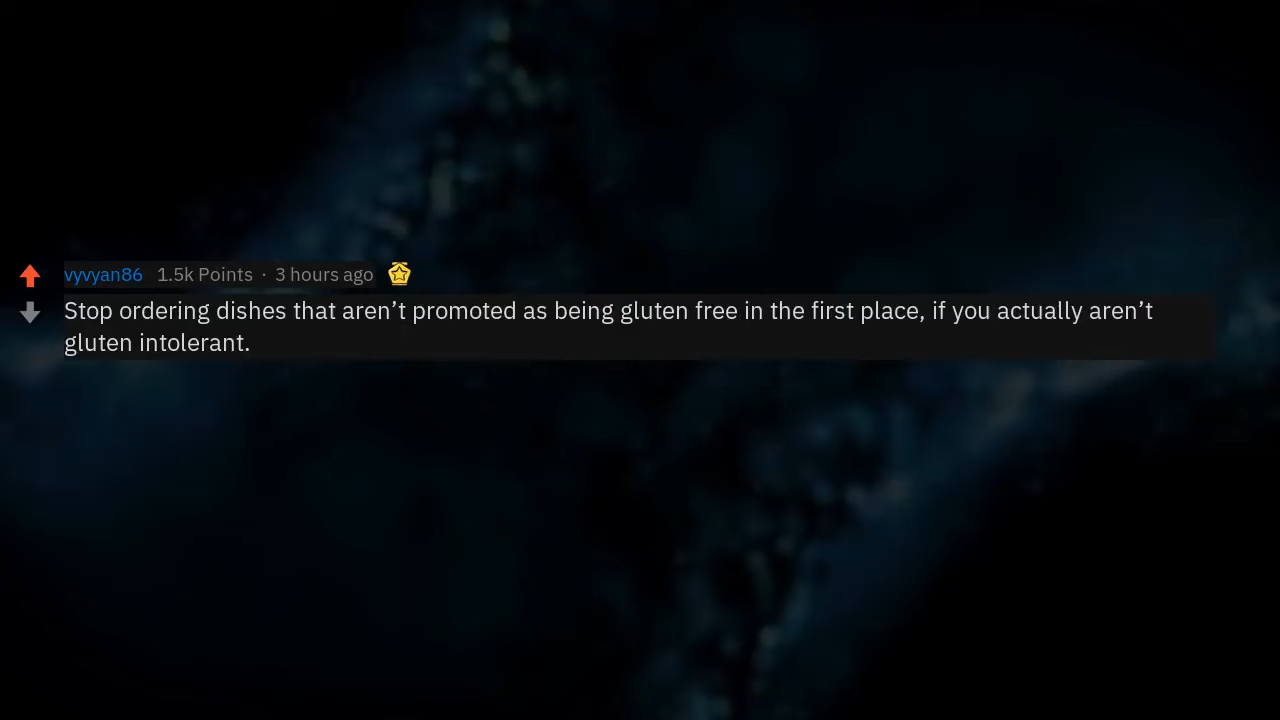 vyvyan86 1.5k Points · 3 hours ago
Stop ordering dishes that aren’t promoted as being gluten free in the first place, if you actually aren’t
gluten intolerant.